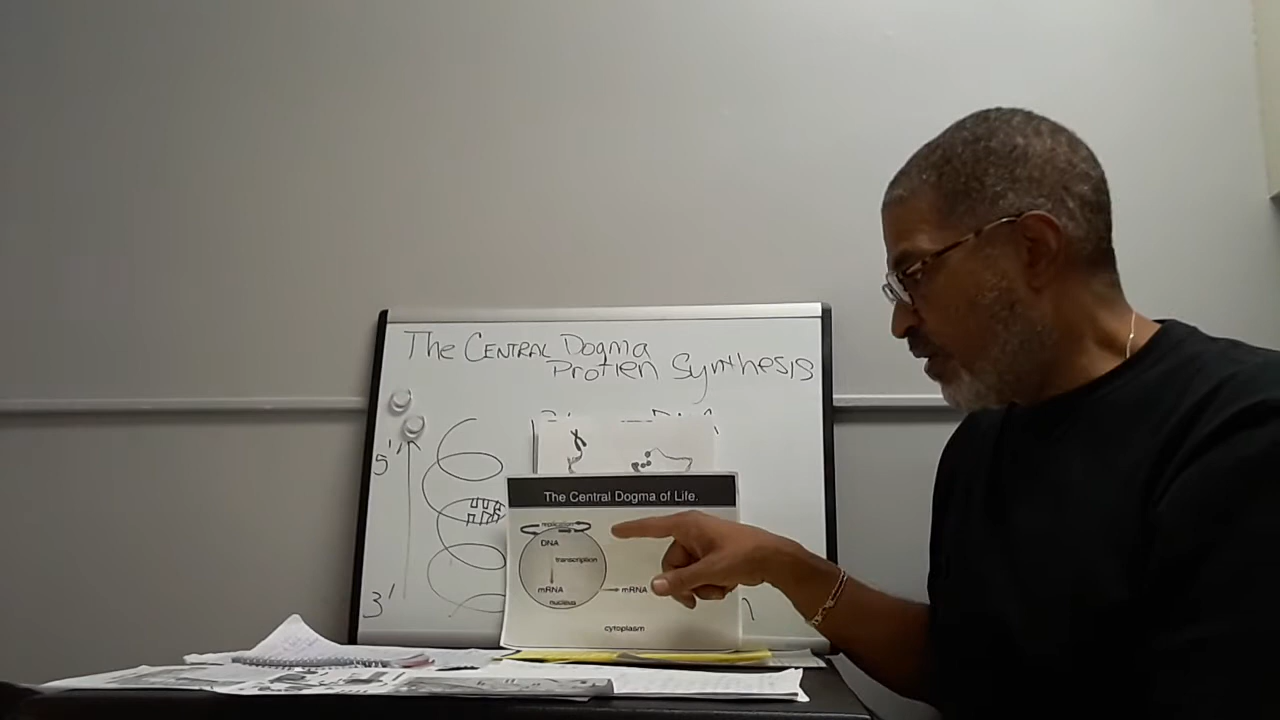 The CENTRAL Dogma
Protien Synthesis
5'
3'
The Central Dogma of Life.
replication
DNA
transcription
mRNA
mRNA
nucleus
cytoplasm